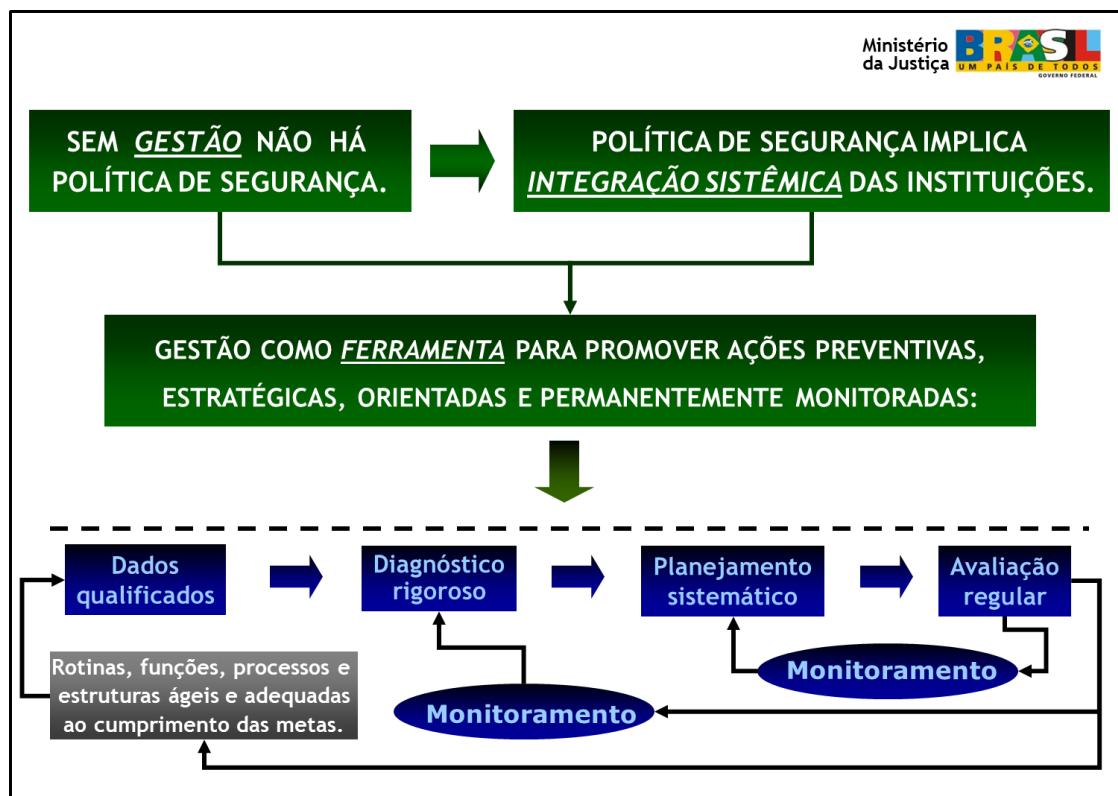 Ministério
da Justiça
BRASIL
UM PAÍS DE TODOS
GOVERNO FEDERAL
SEM GESTÃO NÃO HÁ
POLÍTICA DE SEGURANÇA.
POLÍTICA DE SEGURANÇA IMPLICA
INTEGRAÇÃO SISTÊMICA DAS INSTITUIÇÕES.
GESTÃO COMO FERRAMENTA PARA PROMOVER AÇÕES PREVENTIVAS,
ESTRATÉGICAS, ORIENTADAS E PERMANENTEMENTE MONITORADAS:
Dados
qualificados
Diagnóstico
rigoroso
Planejamento
sistemático
Avaliação
regular
Monitoramento
Rotinas, funções, processos e
estruturas ágeis e adequadas
ao cumprimento das metas.
Monitoramento